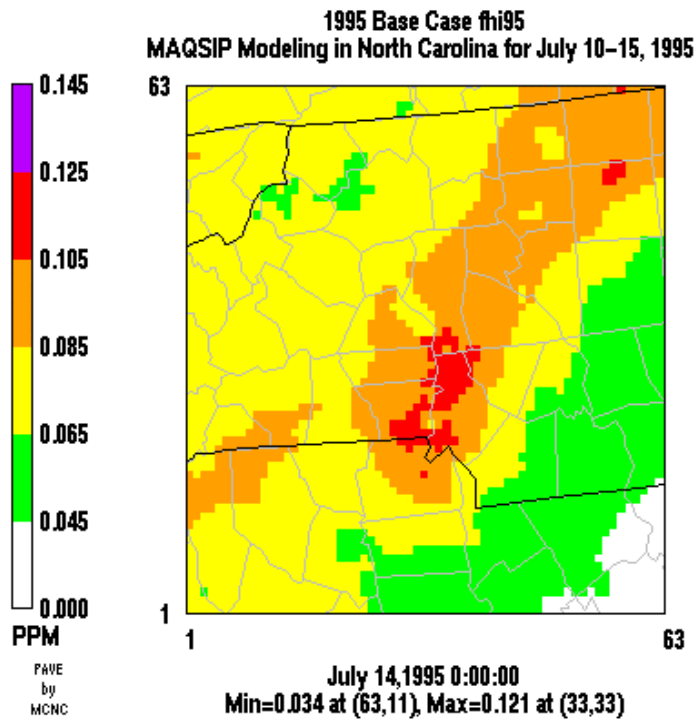 1995 Base Case fhi95
MAQSIP Modeling in North Carolina for July 10-15, 1995
0.145
0.125
0.105
0.085
0.065
0.045
0.000
PPM
PAVE
by
MCNC
63
1
1
63
July 14,1995 0:00:00
Min=0.034 at (63,11), Max=0.121 at (33,33)